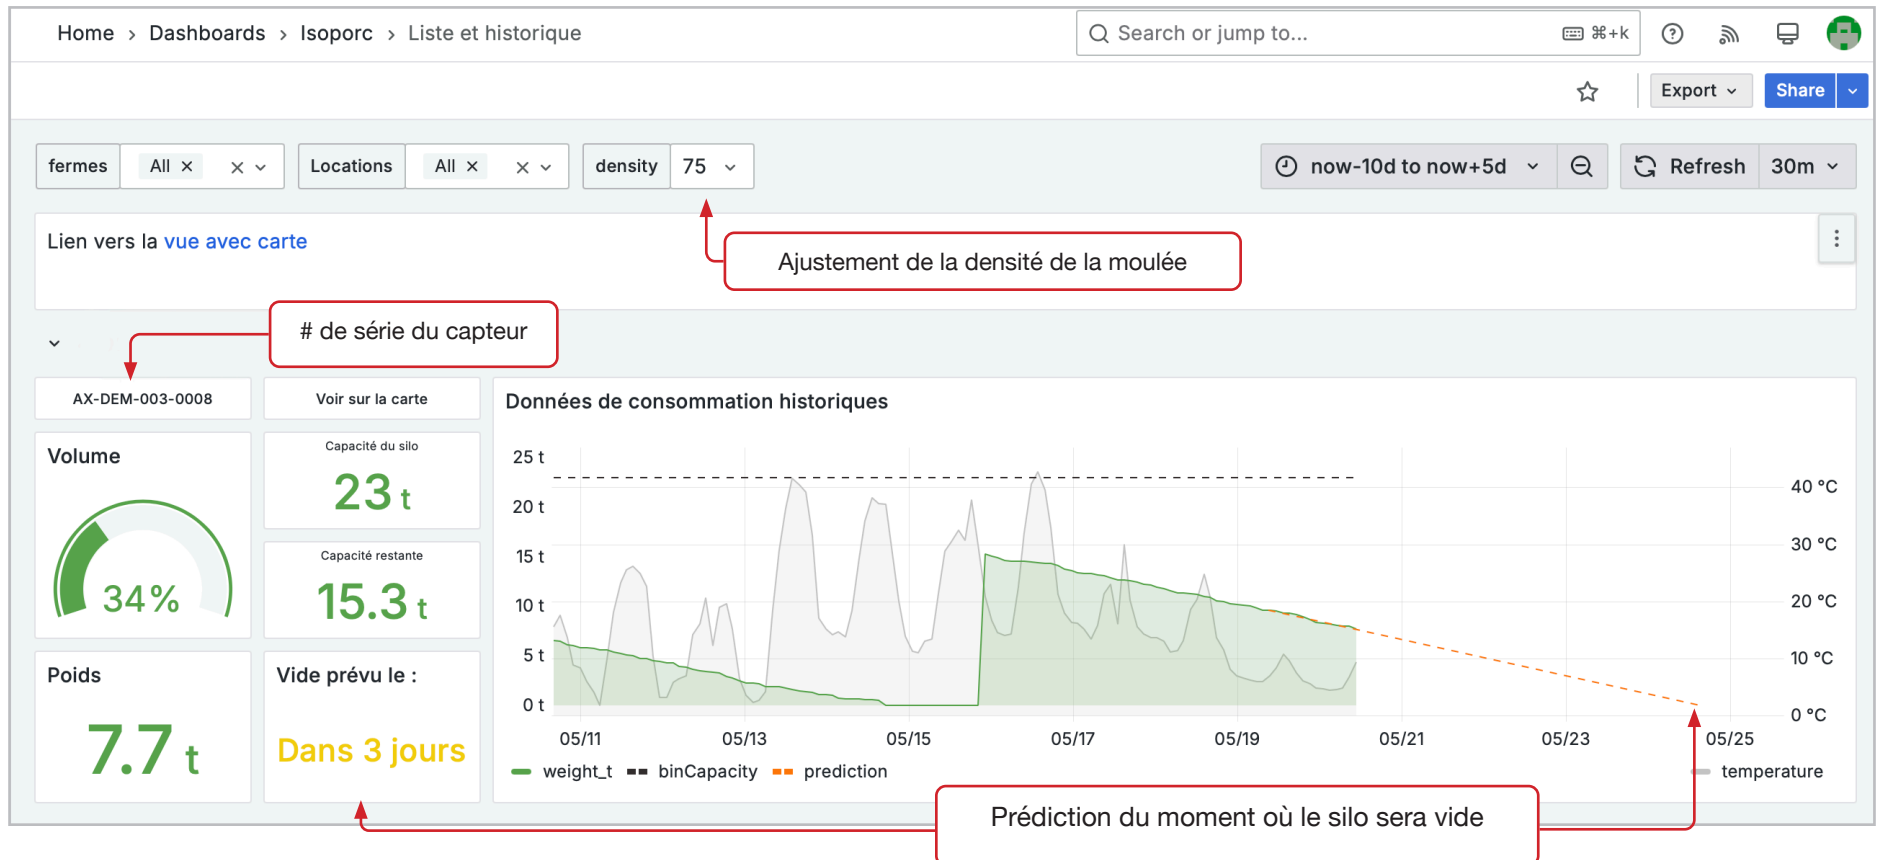 Home › Dashboards › Isoporc › Liste et historique
Search or jump to...
⌘+k
Export
Share
fermes All ×
Locations All ×
density 75
now-10d to now+5d
Refresh 30m
Lien vers la vue avec carte
Ajustement de la densité de la moulée
# de série du capteur
AX-DEM-003-0008
Voir sur la carte
Volume
34%
Capacité du silo
23 t
Capacité restante
15.3 t
Poids
7.7 t
Vide prévu le :
Dans 3 jours
Données de consommation historiques
25 t
20 t
15 t
10 t
5 t
0 t
40 °C
30 °C
20 °C
10 °C
0 °C
05/11 05/13 05/15 05/17 05/19 05/21 05/23 05/25
weight_t binCapacity prediction temperature
Prédiction du moment où le silo sera vide